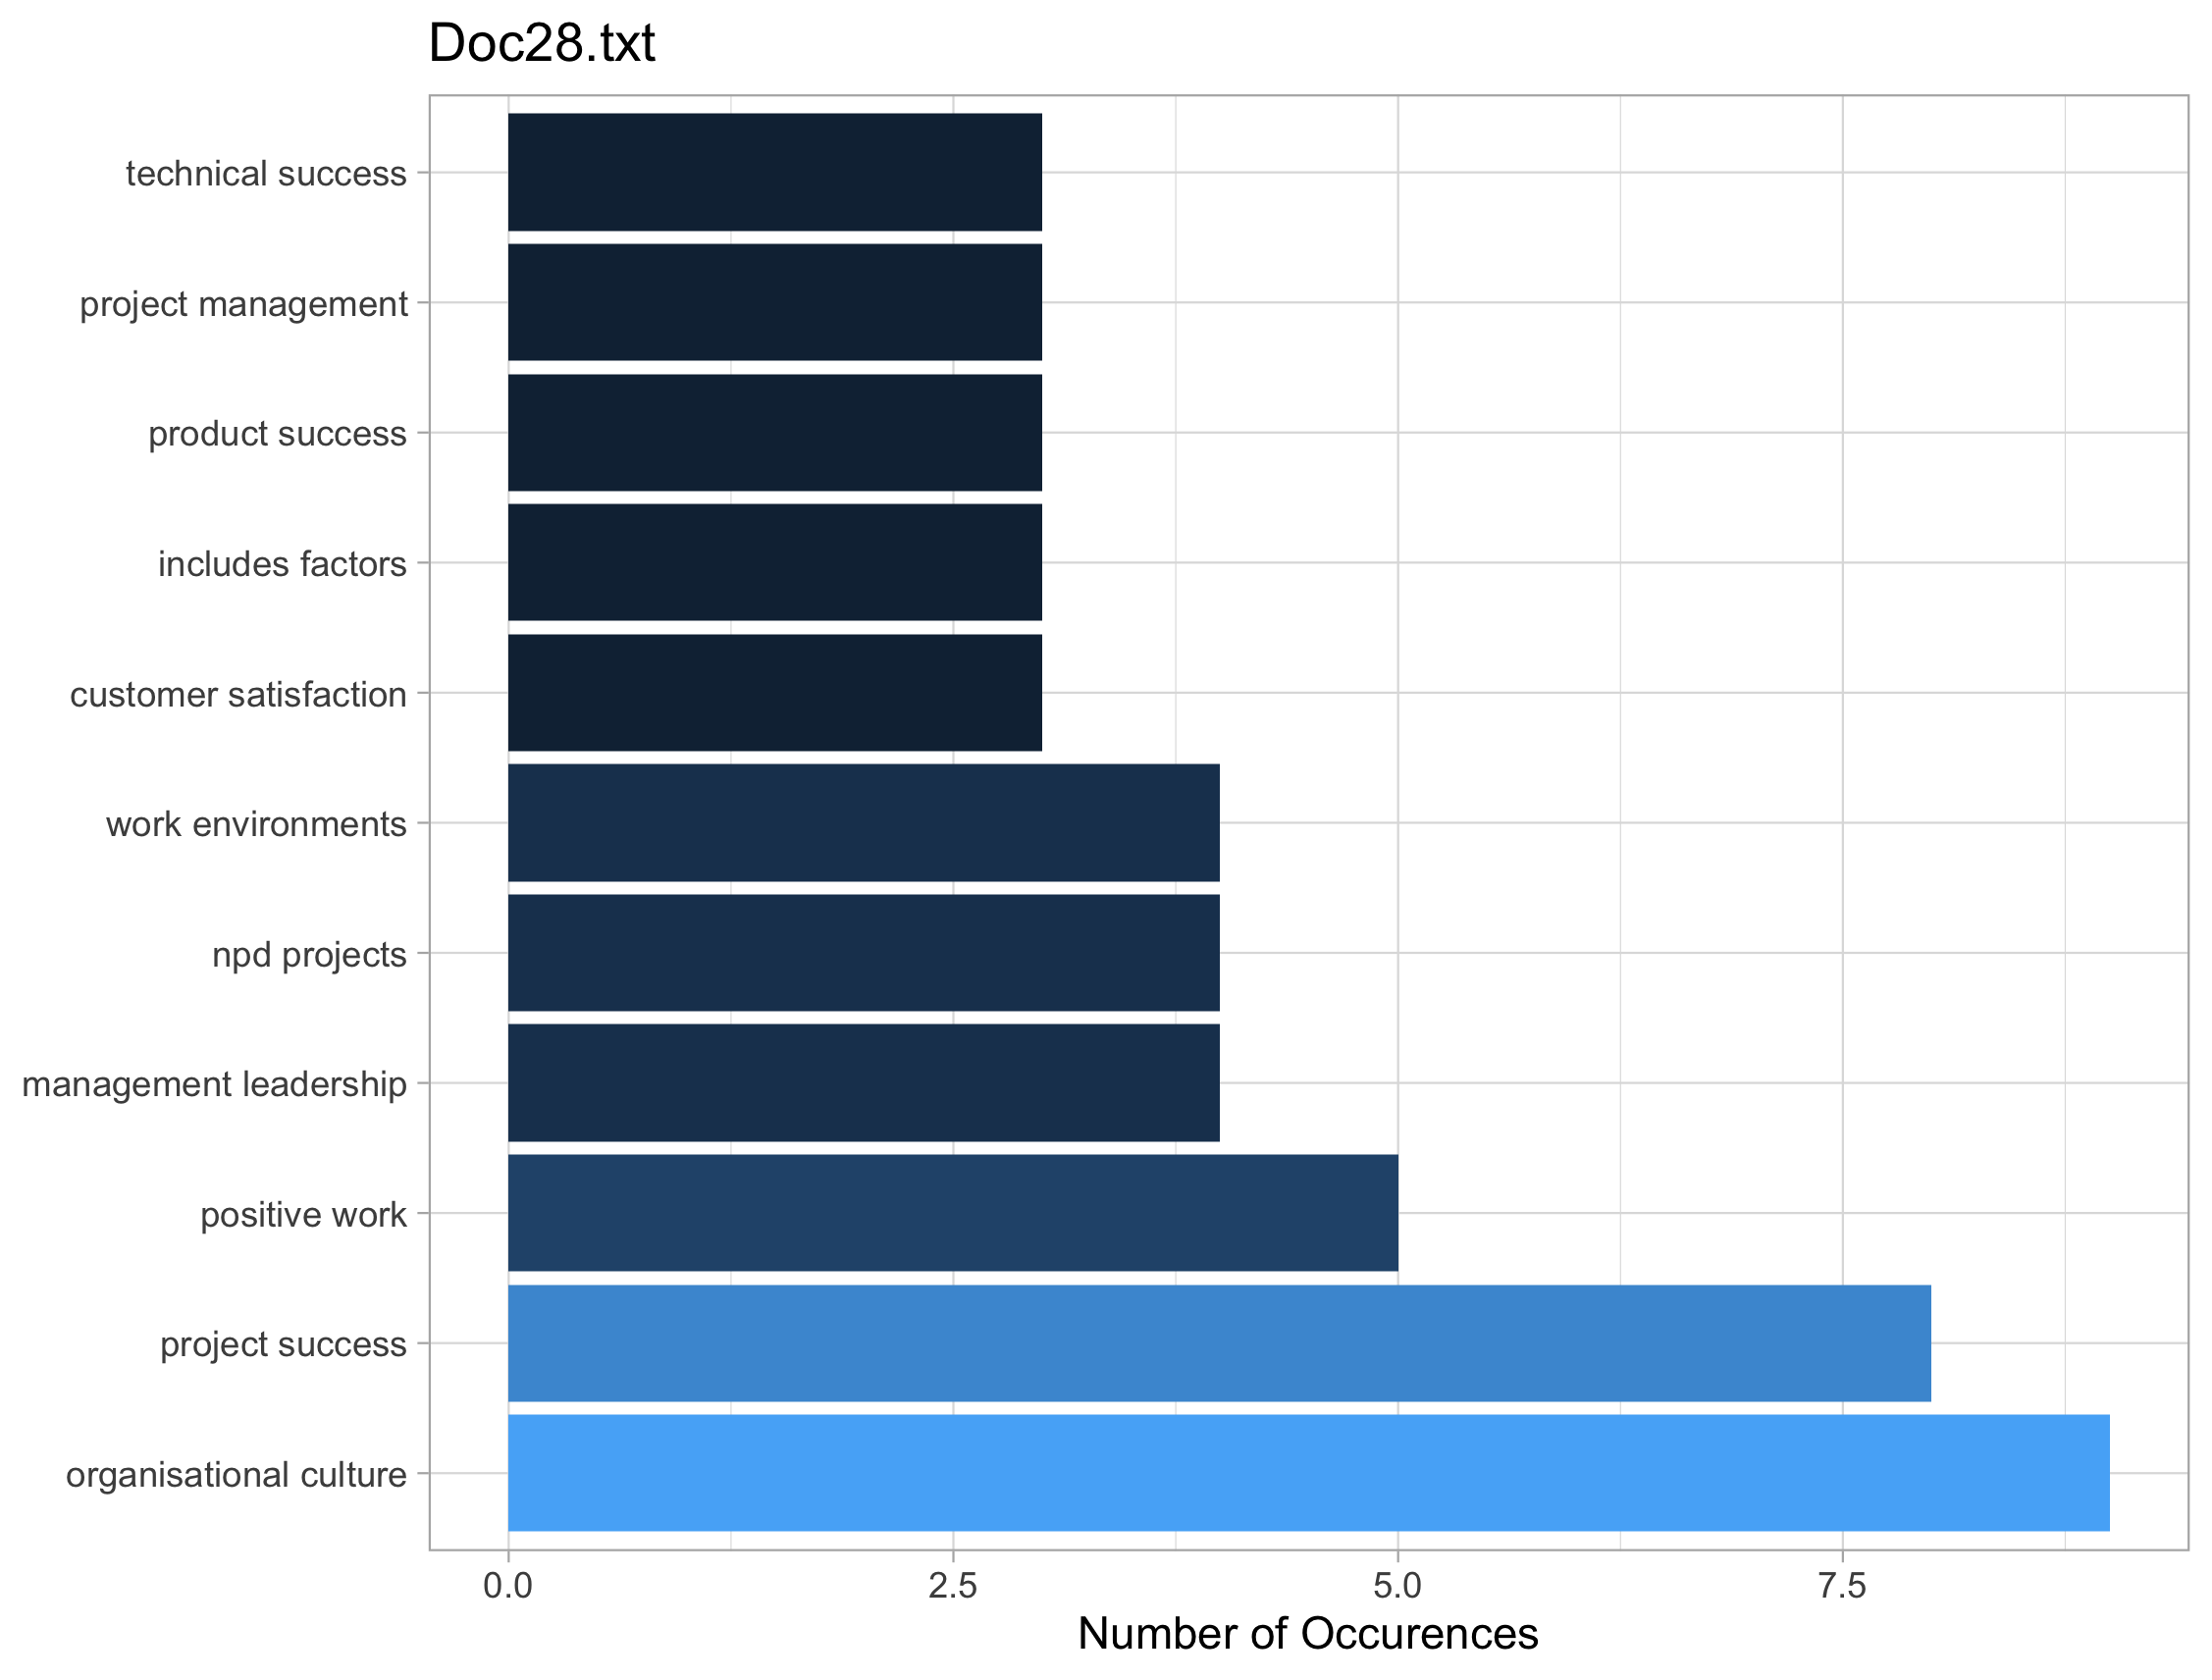 Doc28.txt
technical success
project management
product success
includes factors
customer satisfaction
work environments
npd projects
management leadership
positive work
project success
organisational culture
0.0 2.5 5.0 7.5
Number of Occurences